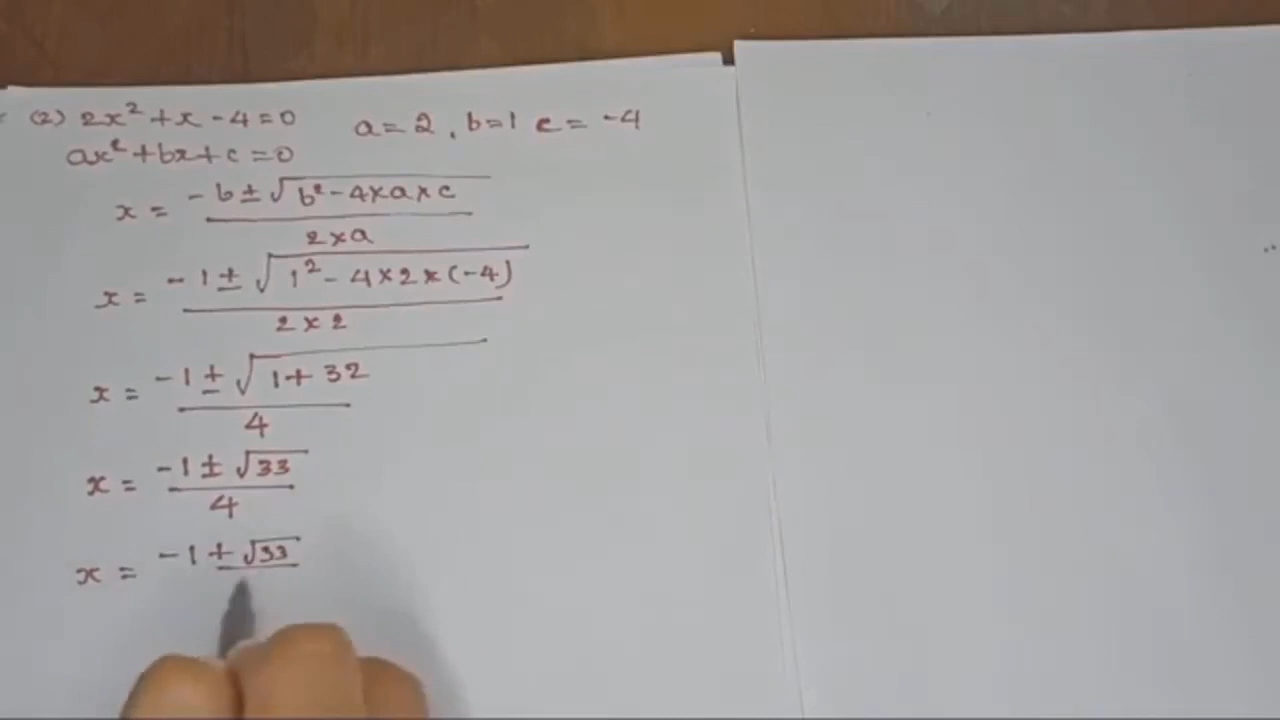 (2) 2x² + x - 4 = 0 a = 2, b = 1 c = -4
ax² + bx + c = 0
x = (-b ± √(b² - 4×a×c)) / (2×a)
x = (-1 ± √(1² - 4×2×(-4))) / (2×2)
x = (-1 ± √(1 + 32)) / 4
x = (-1 ± √33) / 4
x = -1 + √33